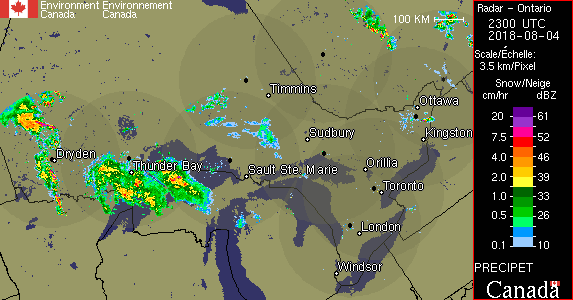 Environment Environnement
Canada Canada
100 KM
Timmins
Ottawa
Sudbury
Kingston
Dryden
Thunder Bay
Sault Ste. Marie
Orillia
Toronto
London
Windsor
Radar - Ontario
2300 UTC
2018-08-04
Scale/Échelle:
3.5 km/Pixel
Snow/Neige
cm/hr dBZ
20 61
7.5 52
4.0 46
2.0 39
1.0 33
0.5 26
0.1 10
PRECIPET
Canada